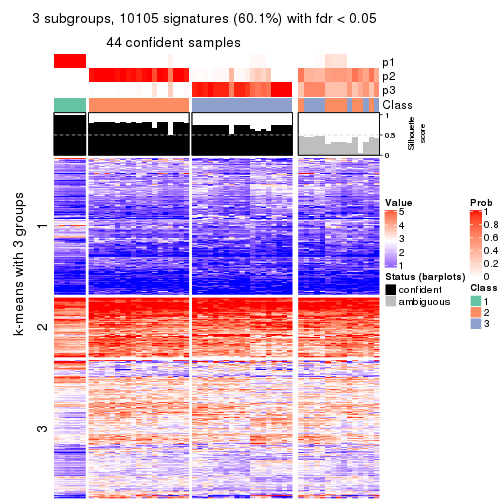 3 subgroups, 10105 signatures (60.1%) with fdr < 0.05
44 confident samples
p1
p2
p3
Class
1
0.5
0
Silhouette
score
k-means with 3 groups
1
2
3
Value
5
4
3
2
1
Status (barplots)
confident
ambiguous
Prob
1
0.8
0.6
0.4
0.2
0
Class
1
2
3